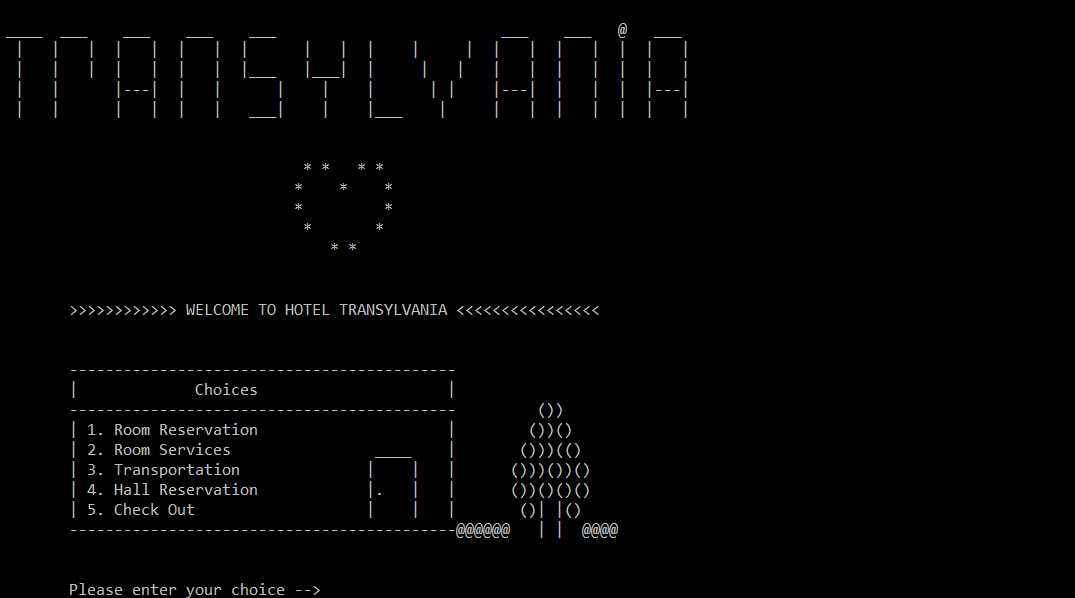 TRANSYLVANIA
>>>>>>>>>>>> WELCOME TO HOTEL TRANSYLVANIA <<<<<<<<<<<<<<<<
Choices
1. Room Reservation
2. Room Services
3. Transportation
4. Hall Reservation
5. Check Out
Please enter your choice -->